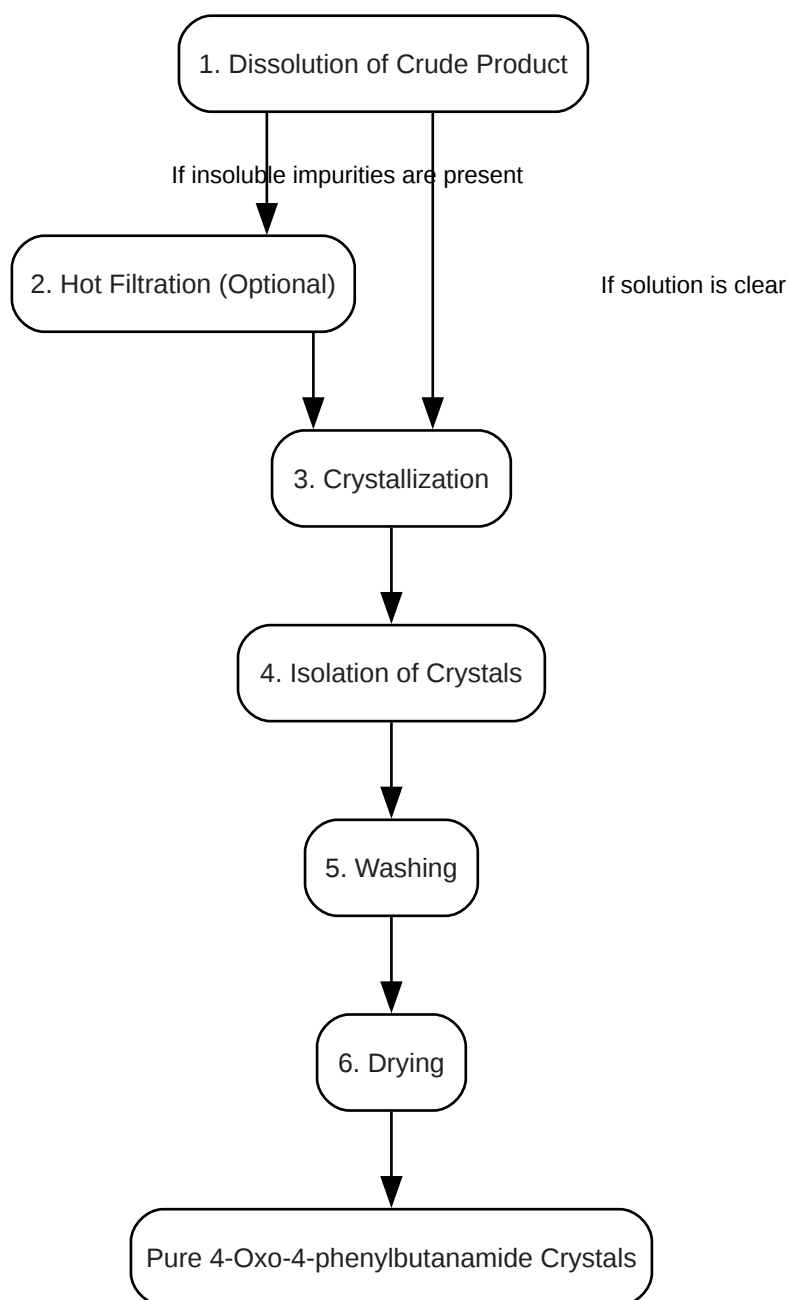 1. Dissolution of Crude Product
If insoluble impurities are present
2. Hot Filtration (Optional)
If solution is clear
3. Crystallization
4. Isolation of Crystals
5. Washing
6. Drying
Pure 4-Oxo-4-phenylbutanamide Crystals